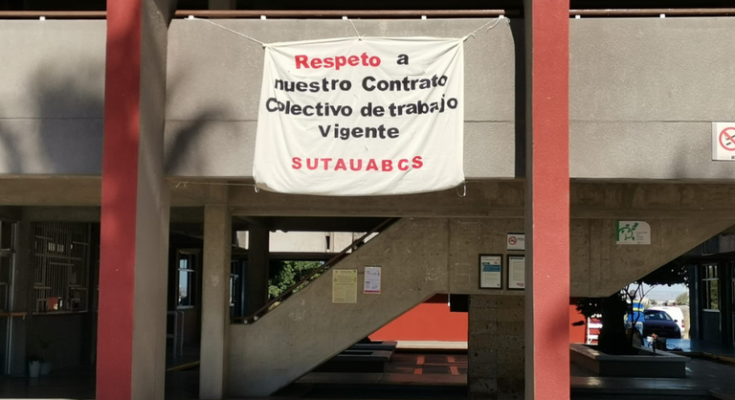 Respeto a
nuestro Contrato
Colectivo de trabajo
Vigente
SUTAUABCS